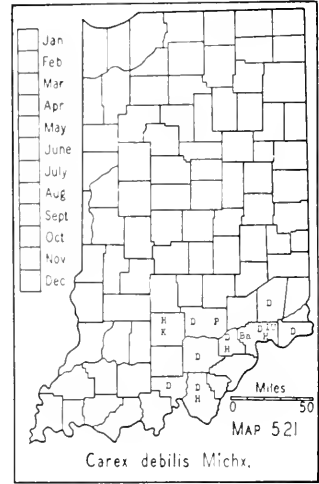 Jan
Feb
Mar
Apr
May
June
July
Aug
Sept
Oct
Nov
Dec
D
H D P
K
D Ba D D
H H
D
D D
H
Miles
0 50
MAP 521
Carex debilis Michx.